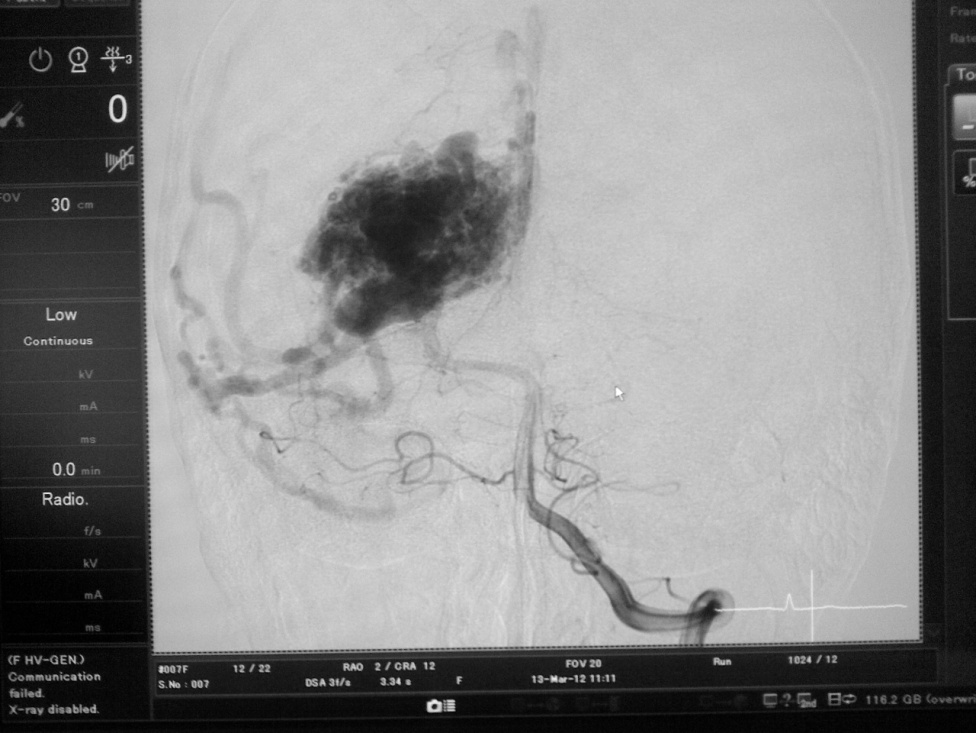 3
1
0
FOV 30 cm
Low
Continuous
kV
mA
ms
0.0 min
Radio.
f/s
kV
mA
ms
(F HV-GEN.)
Communication
failed.
X-ray disabled.
#007F 12 / 22 RAO 2 / CRA 12 FOV 20 Run 1024 / 12
S.No : 007 DSA 3f/s 3.34 s F 13-Mar-12 11:11
? 2nd 116.2 GB (overwri
Fra
Rate
To